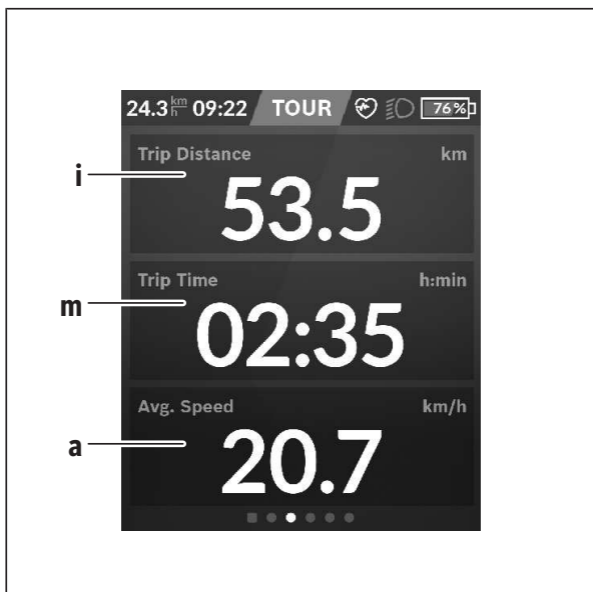 24.3 km/h 09:22 TOUR 76%
Trip Distance km
i
53.5
Trip Time h:min
m
02:35
Avg. Speed km/h
a
20.7